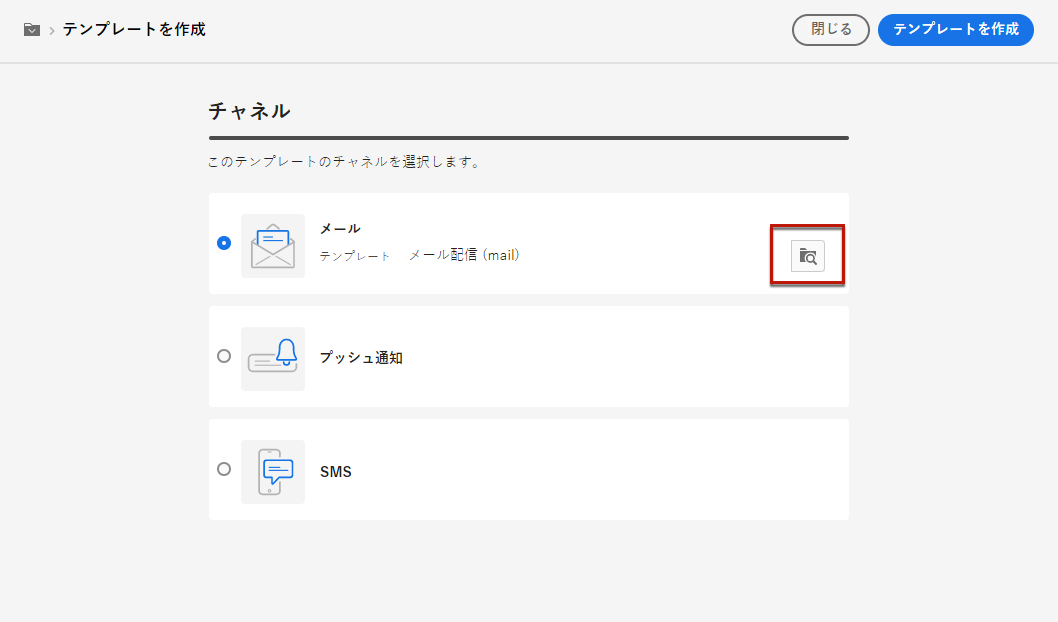 テンプレートを作成
閉じる
テンプレートを作成
チャネル
このテンプレートのチャネルを選択します。
メール
テンプレート メール配信 (mail)
プッシュ通知
SMS